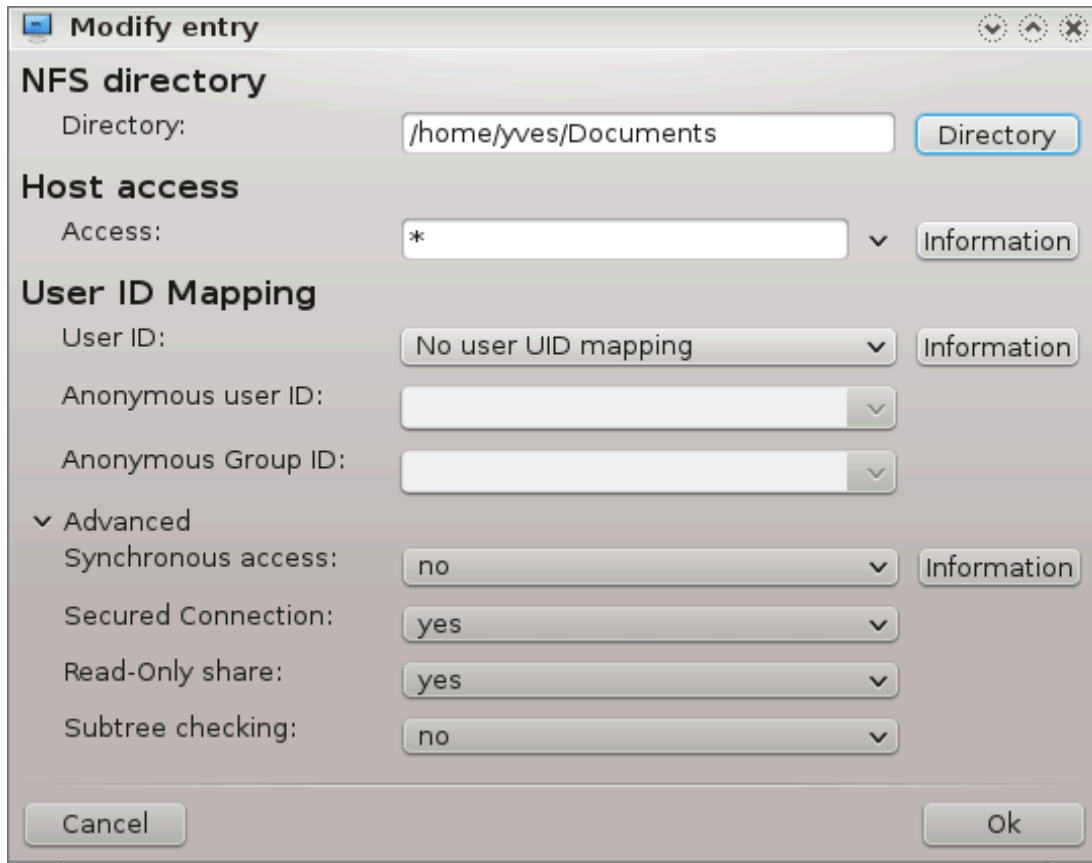 Modify entry
NFS directory
Directory: /home/yves/Documents Directory
Host access
Access: * Information
User ID Mapping
User ID: No user UID mapping Information
Anonymous user ID:
Anonymous Group ID:
Advanced
Synchronous access: no Information
Secured Connection: yes
Read-Only share: yes
Subtree checking: no
Cancel Ok